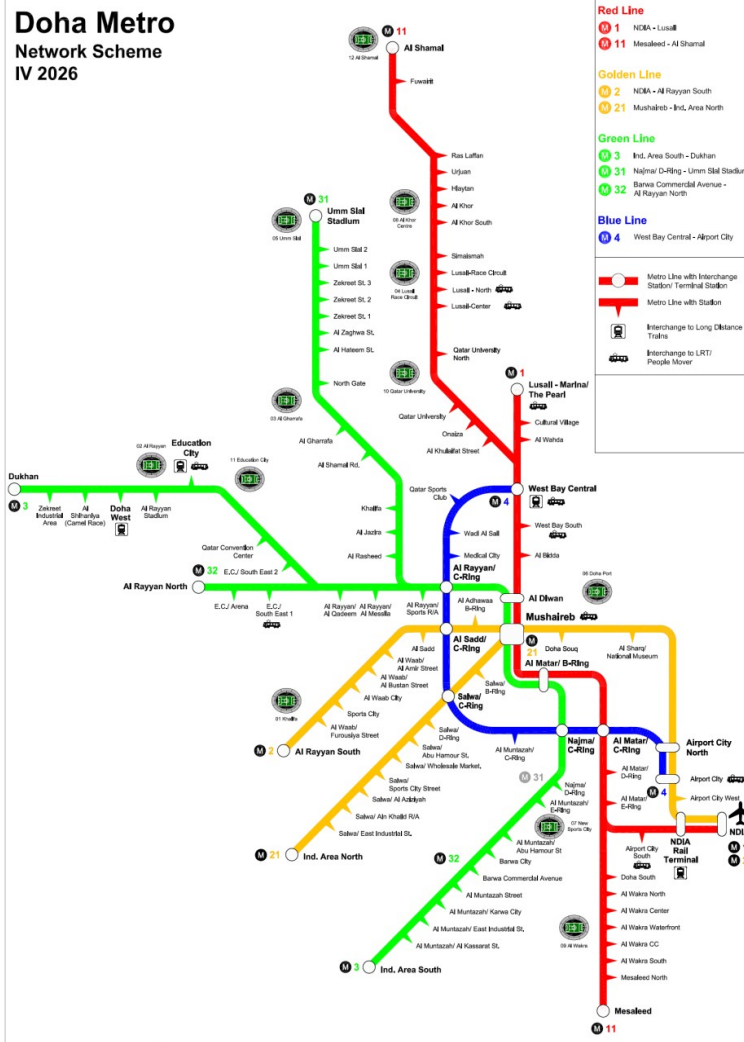 Doha Metro
Network Scheme
IV 2026
Red Line
M 1 NDIA - Lusail
M 11 Mesaieed - Al Shamal
Golden Line
M 2 NDIA - Al Rayyan South
M 21 Mushaireb - Ind. Area North
Green Line
M 3 Ind. Area South - Dukhan
M 31 Najma/ D-Ring - Umm Slal Stadium
M 32 Barwa Commercial Avenue -
Al Rayyan North
Blue Line
M 4 West Bay Central - Airport City
Metro Line with Interchange
Station/ Terminal Station
Metro Line with Station
Interchange to Long Distance
Trains
Interchange to LRT/
People Mover
M 11
Al Shamal
12 Al Shamal
Fuwairit
Ras Laffan
Urjuan
Hlaytan
Al Khor
Al Khor South
Simaismah
Lusail-Race Circuit
Lusail - North
Lusail-Center
Qatar University
North
Qatar University
Onaiza
Al Khulaifat Street
08 Al Khor
Centre
04 Lusail
Race Circuit
10 Qatar University
M 31
Umm Slal
Stadium
05 Umm Slal
Umm Slal 2
Umm Slal 1
Zekreet St. 3
Zekreet St. 2
Zekreet St. 1
Al Zaghwa St.
Al Hateem St.
North Gate
03 Al Gharrafa
Al Gharrafa
Al Shamal Rd.
Khalifa
Al Jazira
Al Rasheed
M 1
Lusail - Marina/
The Pearl
Cultural Village
Al Wahda
West Bay Central
M 4
Qatar Sports
Club
West Bay South
Wadi Al Sail
Medical City
Al Bidda
Dukhan
M 3
Zekreet
Industrial
Area
Al
Shihaniya
(Camel Race)
Doha
West
Al Rayyan
Stadium
02 Al Rayyan
Education
City
11 Education City
Qatar Convention
Center
E.C./ South East 2
M 32
Al Rayyan North
E.C./ Arena
E.C./
South East 1
Al Rayyan/
Al Qadeem
Al Rayyan/
Al Messila
Al Rayyan/
Sports R/A
Al Rayyan/
C-Ring
Al Adhawaa
B-Ring
Al Diwan
06 Doha Port
Mushaireb
M
21
Doha Souq
Al Sharq/
National Museum
Al Sadd
Al Sadd/
C-Ring
Al Matar/ B-Ring
Al Waab/
Al Amir Street
Al Waab/
Al Bustan Street
Al Waab City
Sports City
Al Waab/
Furousiya Street
01 Khalifa
M 2
Al Rayyan South
Salwa/
B-Ring
Salwa/
C-Ring
Salwa/
D-Ring
Salwa/
Abu Hamour St.
Salwa/ Wholesale Market.
Salwa/
Sports City Street
Salwa/ Al Aziziyah
Salwa/ Ain Khalid R/A
Salwa/ East Industrial St.
M 21
Ind. Area North
Al Muntazah/
C-Ring
Najma/
C-Ring
Al Matar/
C-Ring
Airport City
North
Airport City
M 4
Airport City West
M 31
Najma/
D-Ring
Al Muntazah/
E-Ring
07 New
Sports City
Al Muntazah/
Abu Hamour St
Barwa City
M 32
Barwa Commercial Avenue
Al Muntazah Street
Al Muntazah/ Karwa City
Al Muntazah/ East Industrial St.
Al Muntazah/ Al Kassarat St.
M 3
Ind. Area South
Al Matar/
D-Ring
Al Matar/
E-Ring
Airport City
South
NDIA
Rail
Terminal
Doha South
Al Wakra North
Al Wakra Center
Al Wakra Waterfront
Al Wakra CC
Al Wakra South
Mesaieed North
09 Al Wakra
Mesaieed
M 11